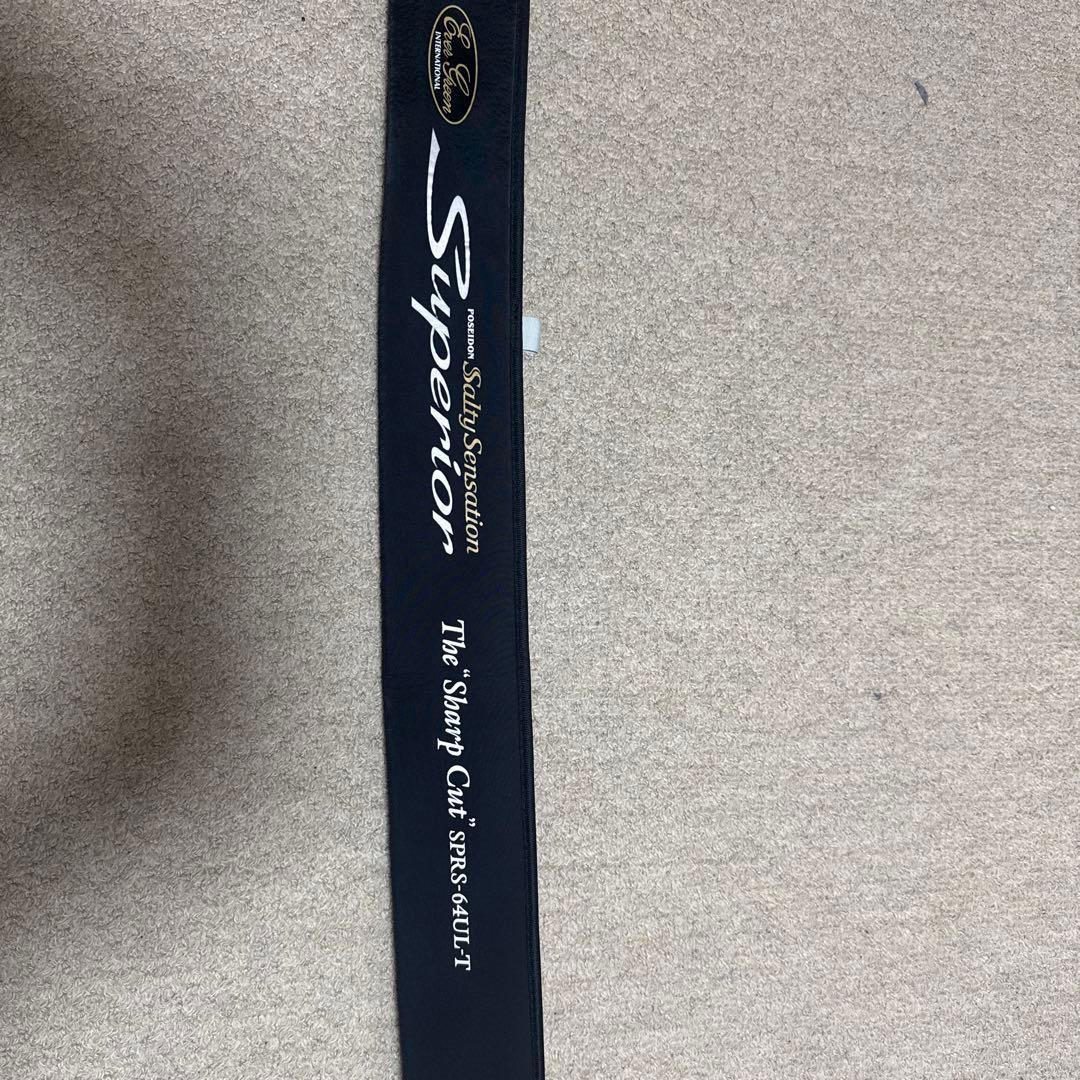 Ever Green
INTERNATIONAL
POSEIDON Salty Sensation
Superior
The “Sharp Cut” SPRS-64UL-T